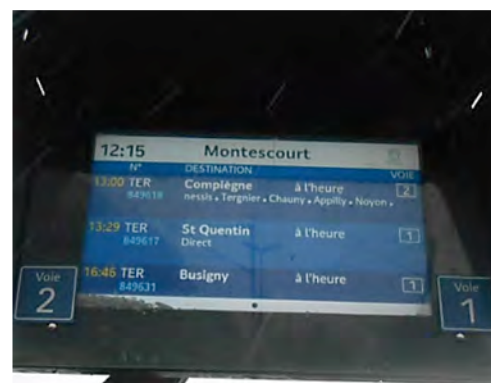 12:15 Montescourt
N° DESTINATION VOIE
13:00 TER Compiègne à l'heure 2
849618 nessis • Tergnier • Chauny • Appilly • Noyon •
13:29 TER St Quentin à l'heure 1
849617 Direct
16:46 TER Busigny à l'heure 1
849631
Voie
2
Voie
1